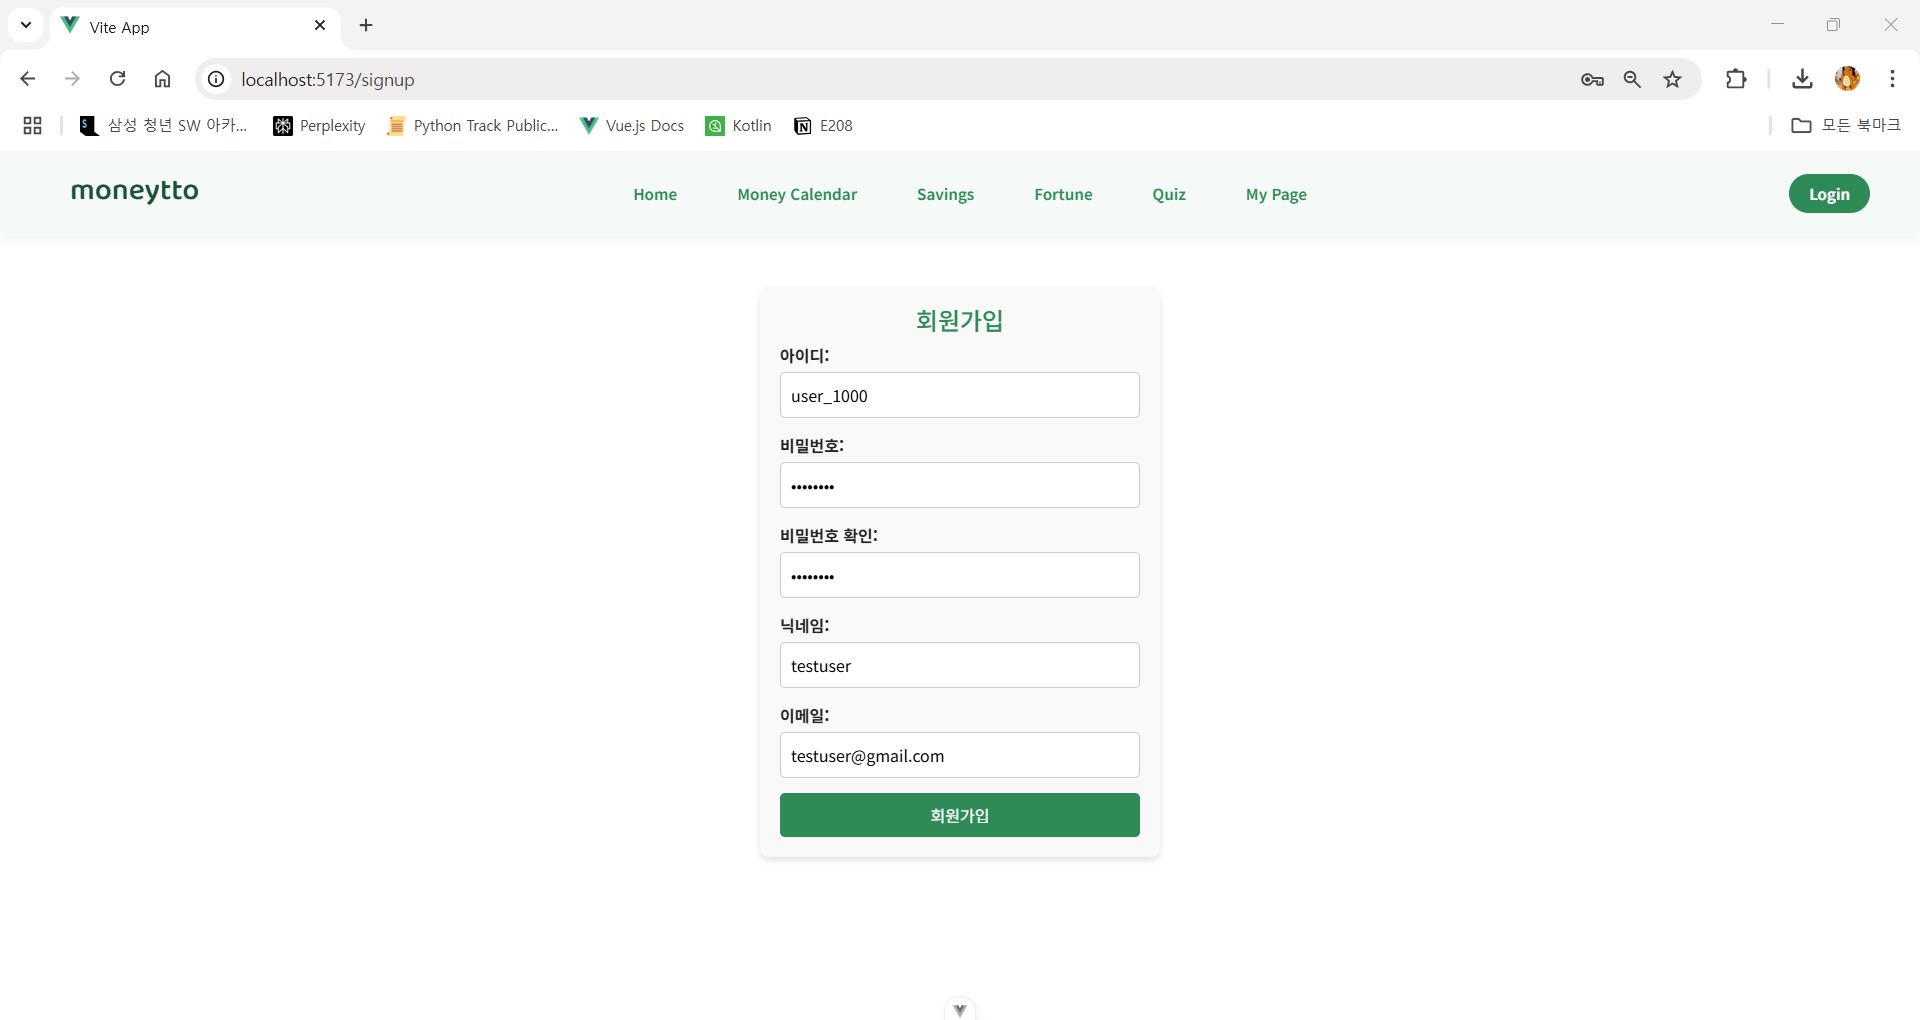 Vite App
localhost:5173/signup
삼성 청년 SW 아카... Perplexity Python Track Public... Vue.js Docs Kotlin E208 모든 북마크
moneytto Home Money Calendar Savings Fortune Quiz My Page Login
회원가입
아이디:
user_1000
비밀번호:
••••••••
비밀번호 확인:
••••••••
닉네임:
testuser
이메일:
testuser@gmail.com
회원가입